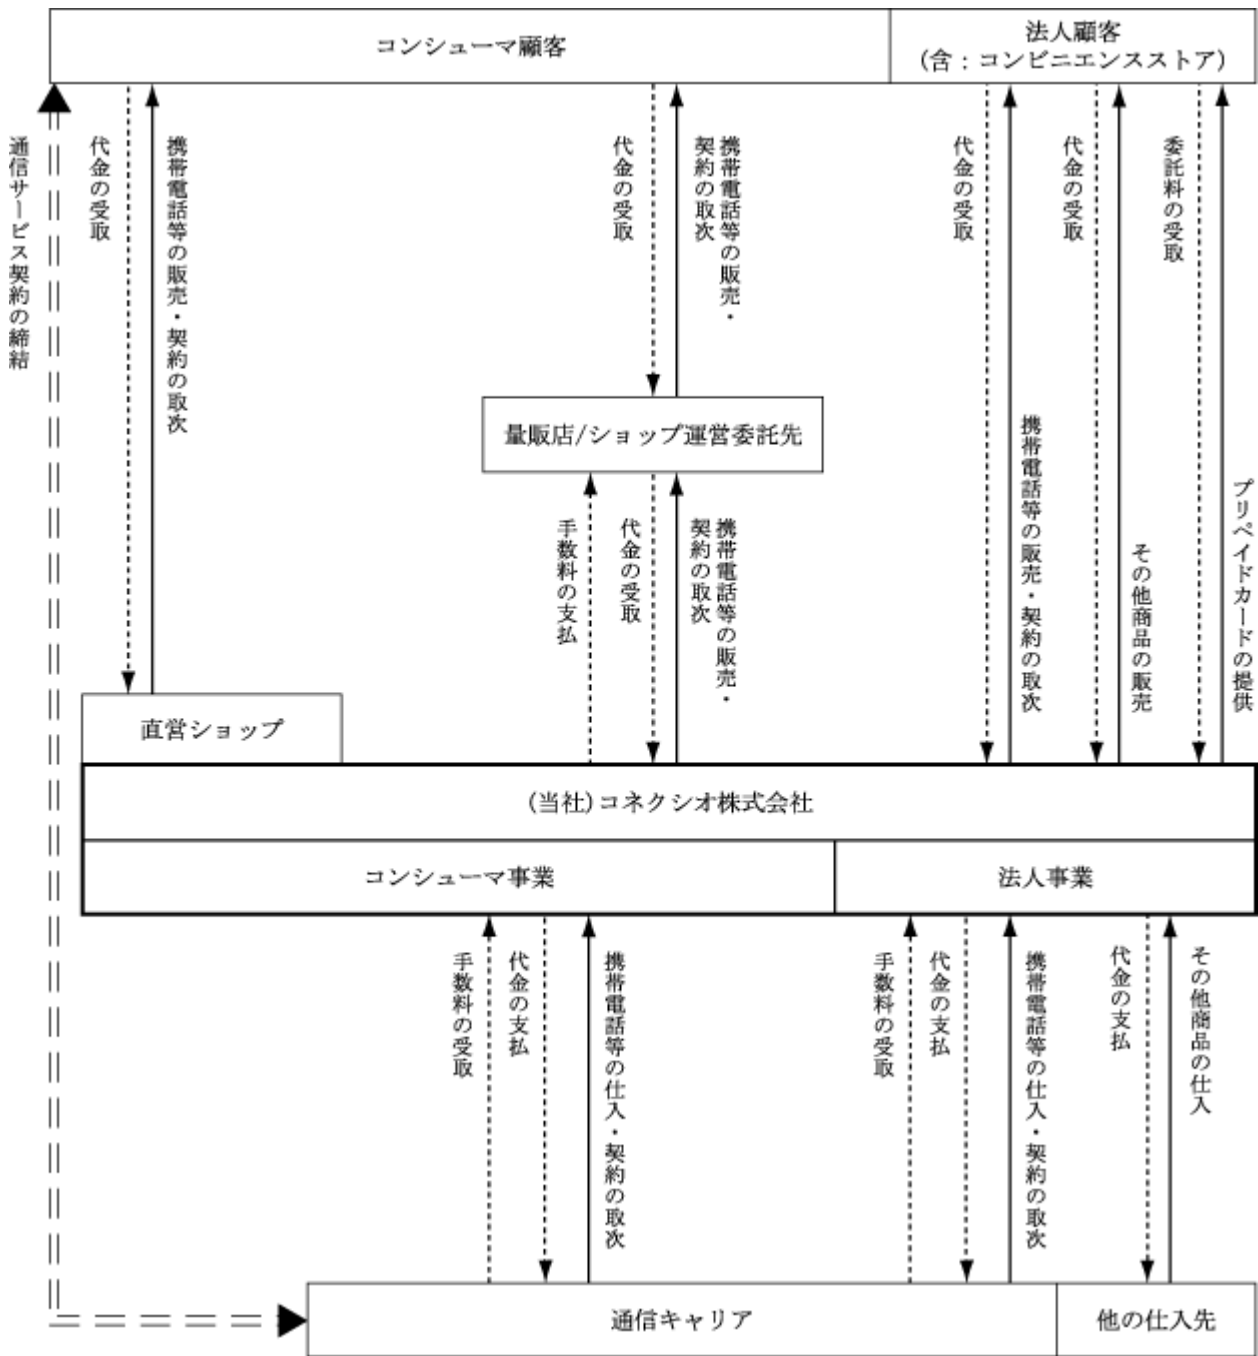 コンシューマ顧客
法人顧客
(含：コンビニエンスストア)
通信サービス契約の締結
代金の受取
携帯電話等の販売・契約の取次
代金の受取
携帯電話等の販売・
契約の取次
代金の受取
携帯電話等の販売・契約の取次
代金の受取
その他商品の販売
委託料の受取
プリペイドカードの提供
量販店/ショップ運営委託先
手数料の支払
代金の受取
携帯電話等の販売・
契約の取次
直営ショップ
(当社)コネクシオ株式会社
コンシューマ事業
法人事業
手数料の受取
代金の支払
携帯電話等の仕入・契約の取次
手数料の受取
代金の支払
携帯電話等の仕入・契約の取次
代金の支払
その他商品の仕入
通信キャリア
他の仕入先